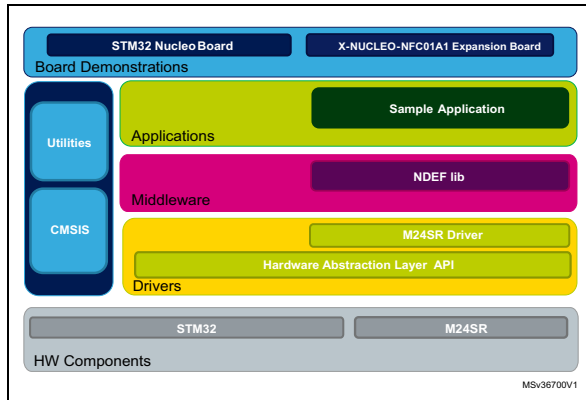 STM32 Nucleo Board
X-NUCLEO-NFC01A1 Expansion Board
Board Demonstrations
Utilities
CMSIS
Sample Application
Applications
NDEF lib
Middleware
M24SR Driver
Hardware Abstraction Layer API
Drivers
STM32
M24SR
HW Components
MSv36700V1